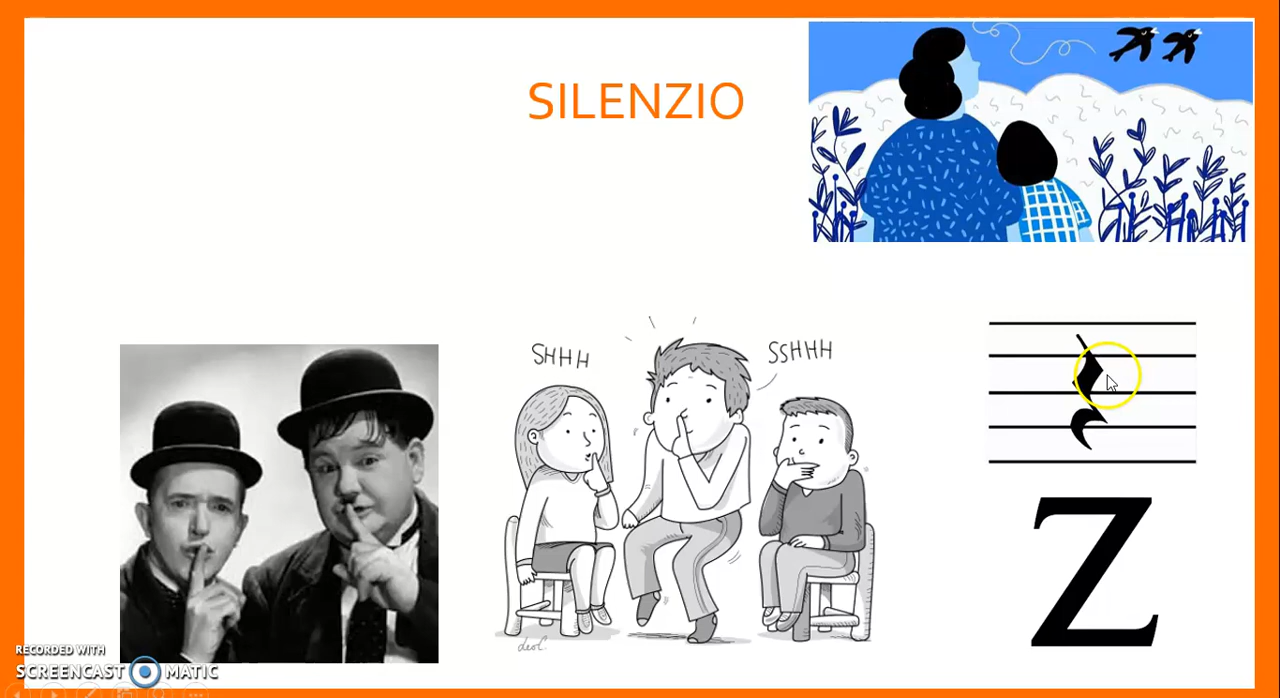 SILENZIO
SHHH
SSHHH
Z
RECORDED WITH
SCREENCAST MATIC